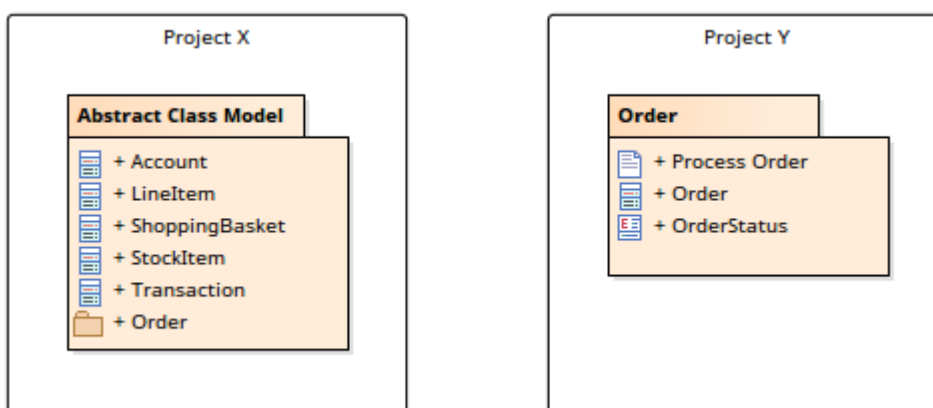 Project X
Abstract Class Model
+ Account
+ LineItem
+ ShoppingBasket
+ StockItem
+ Transaction
+ Order
Project Y
Order
+ Process Order
+ Order
E + OrderStatus